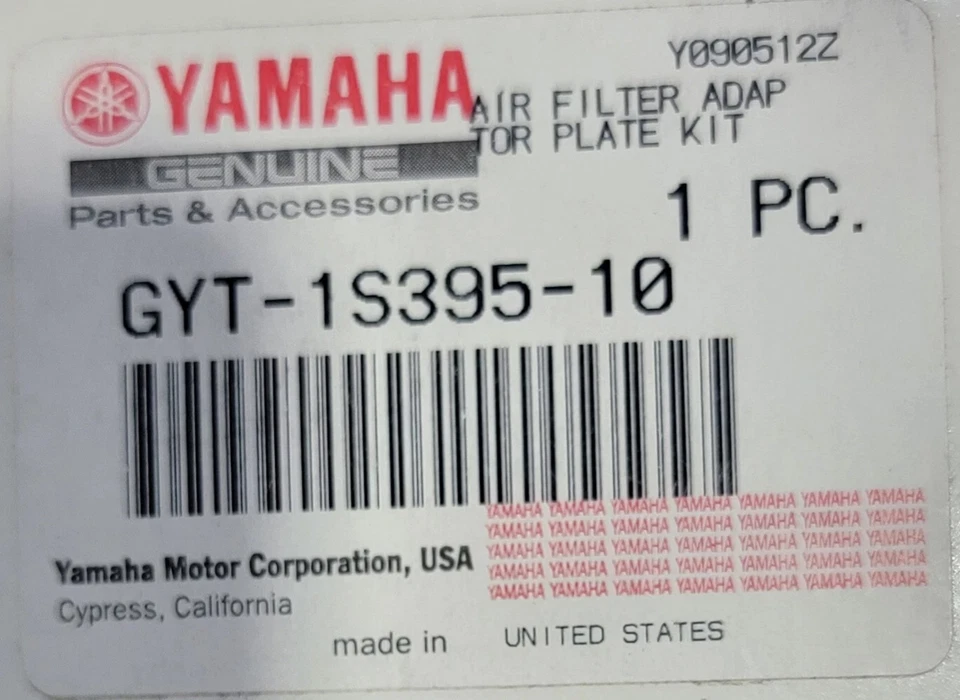 Y090512Z
YAMAHA
AIR FILTER ADAP
TOR PLATE KIT
GENUINE
Parts & Accessories
1 PC.
GYT-1S395-10
YAMAHA YAMAHA YAMAHA YAMAHA YAMAHA YAMAHA YAMAHA
YAMAHA YAMAHA YAMAHA YAMAHA YAMAHA YAMAHA YAMAHA
YAMAHA YAMAHA YAMAHA YAMAHA YAMAHA YAMAHA YAMAHA
YAMAHA YAMAHA YAMAHA YAMAHA YAMAHA YAMAHA YAMAHA
YAMAHA YAMAHA YAMAHA YAMAHA YAMAHA YAMAHA YAMAHA
Yamaha Motor Corporation, USA
Cypress, California
made in UNITED STATES